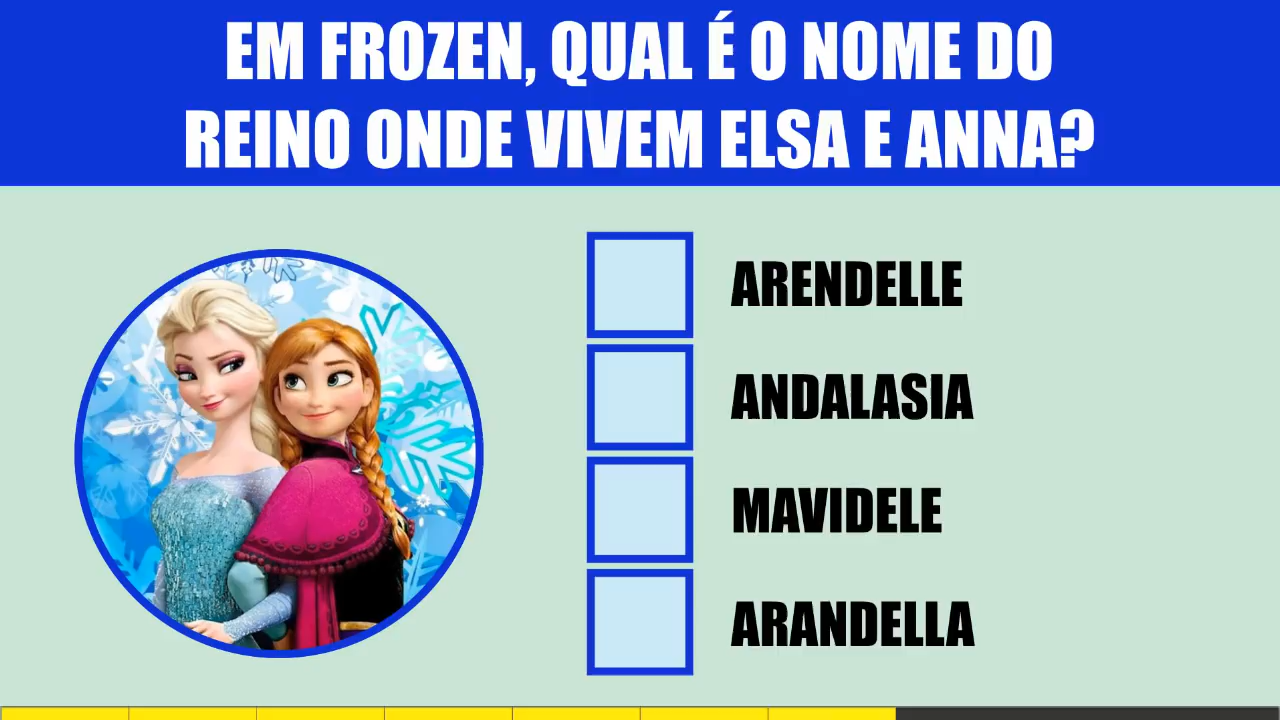 EM FROZEN, QUAL É O NOME DO
REINO ONDE VIVEM ELSA E ANNA?
ARENDELLE
ANDALASIA
MAVIDELE
ARANDELLA